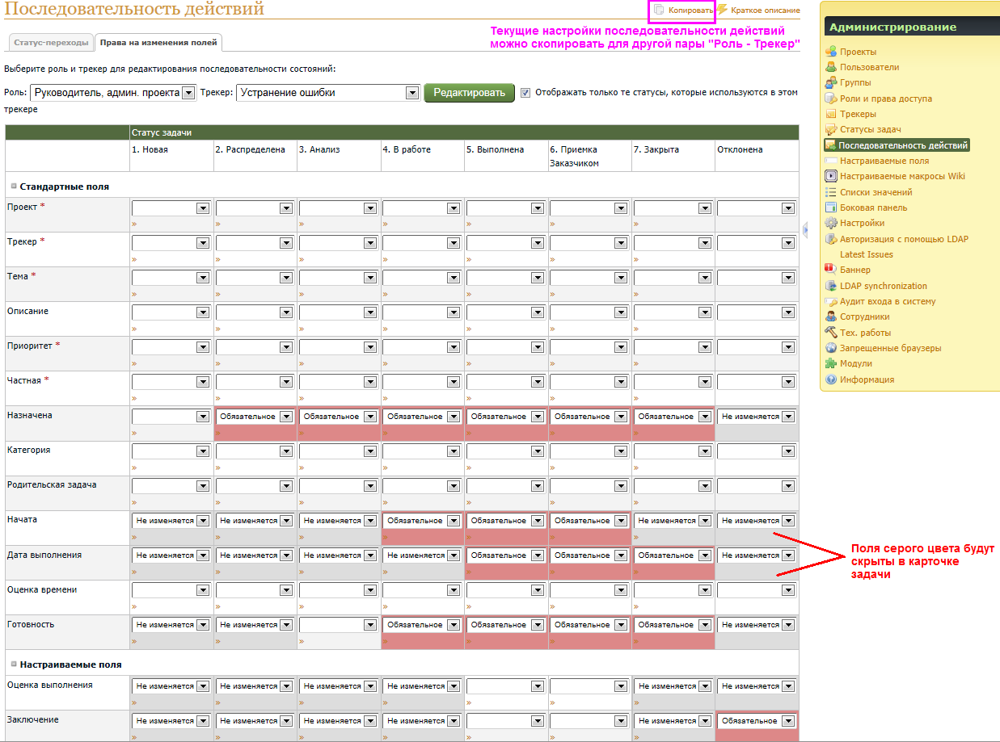 Последовательность действий
Копировать
Краткое описание
Текущие настройки последовательности действий
можно скопировать для другой пары "Роль - Трекер"
Статус-переходы
Права на изменения полей
Выберите роль и трекер для редактирования последовательности состояний:
Роль: Руководитель, админ. проекта Трекер: Устранение ошибки Редактировать Отображать только те статусы, которые используются в этом
трекере
Статус задачи
1. Новая 2. Распределена 3. Анализ 4. В работе 5. Выполнена 6. Приемка 7. Закрыта Отклонена
Заказчиком
Стандартные поля
Проект *
» » » » » » »
Трекер *
» » » » » » »
Тема *
» » » » » » »
Описание
» » » » » » »
Приоритет *
» » » » » » »
Частная *
» » » » » » »
Назначена Обязательное Обязательное Обязательное Обязательное Обязательное Обязательное Не изменяется
» » » » » » »
Категория
» » » » » » »
Родительская задача
» » » » » » »
Начата Не изменяется Не изменяется Не изменяется Обязательное Обязательное Обязательное Не изменяется Не изменяется
» » » » » » »
Дата выполнения Не изменяется Не изменяется Не изменяется Не изменяется Обязательное Обязательное Обязательное Не изменяется
» » » » » » »
Оценка времени
» » » » » » »
Готовность Не изменяется Не изменяется Обязательное Обязательное Обязательное Обязательное Не изменяется
» » » » » » »
Настраиваемые поля
Оценка выполнения Не изменяется Не изменяется Не изменяется Не изменяется Не изменяется Не изменяется
» » » » » » »
Заключение Не изменяется Не изменяется Не изменяется Не изменяется Не изменяется Обязательное
» » » » » » »
Поля серого цвета будут
скрыты в карточке
задачи
Администрирование
Проекты
Пользователи
Группы
Роли и права доступа
Трекеры
Статусы задач
Последовательность действий
Настраиваемые поля
Настраиваемые макросы Wiki
Списки значений
Боковая панель
Настройки
Авторизация с помощью LDAP
Latest Issues
Баннер
LDAP synchronization
Аудит входа в систему
Сотрудники
Тех. работы
Запрещенные браузеры
Модули
Информация